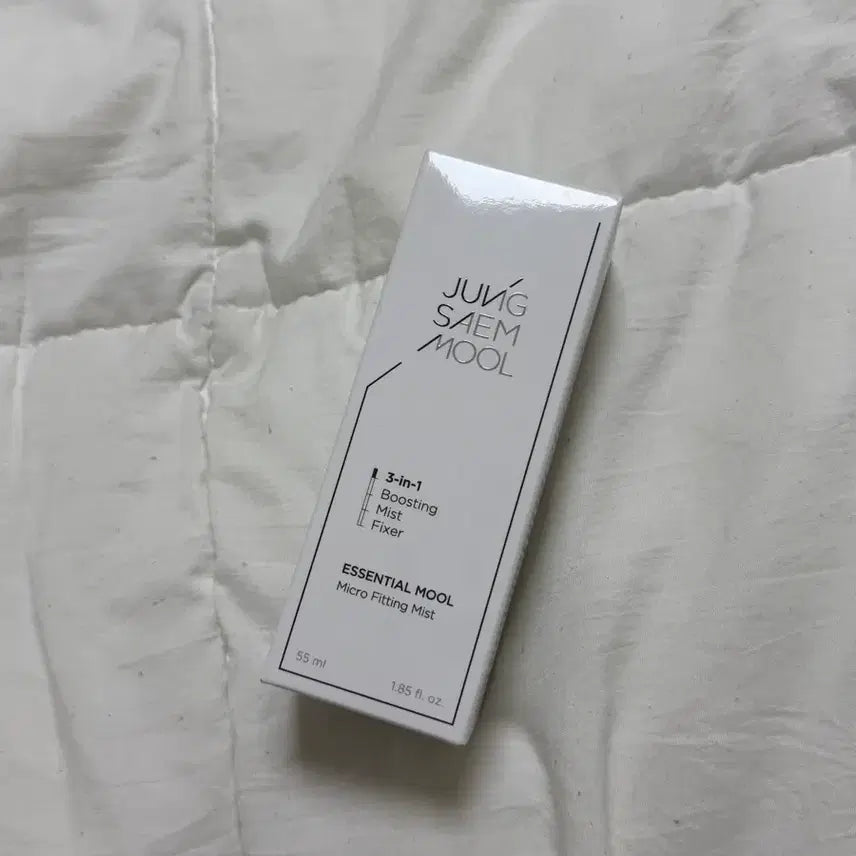 JUNG
SAEM
MOOL
3-in-1
Boosting
Mist
Fixer
ESSENTIAL MOOL
Micro Fitting Mist
55 ml
1.85 fl. oz.